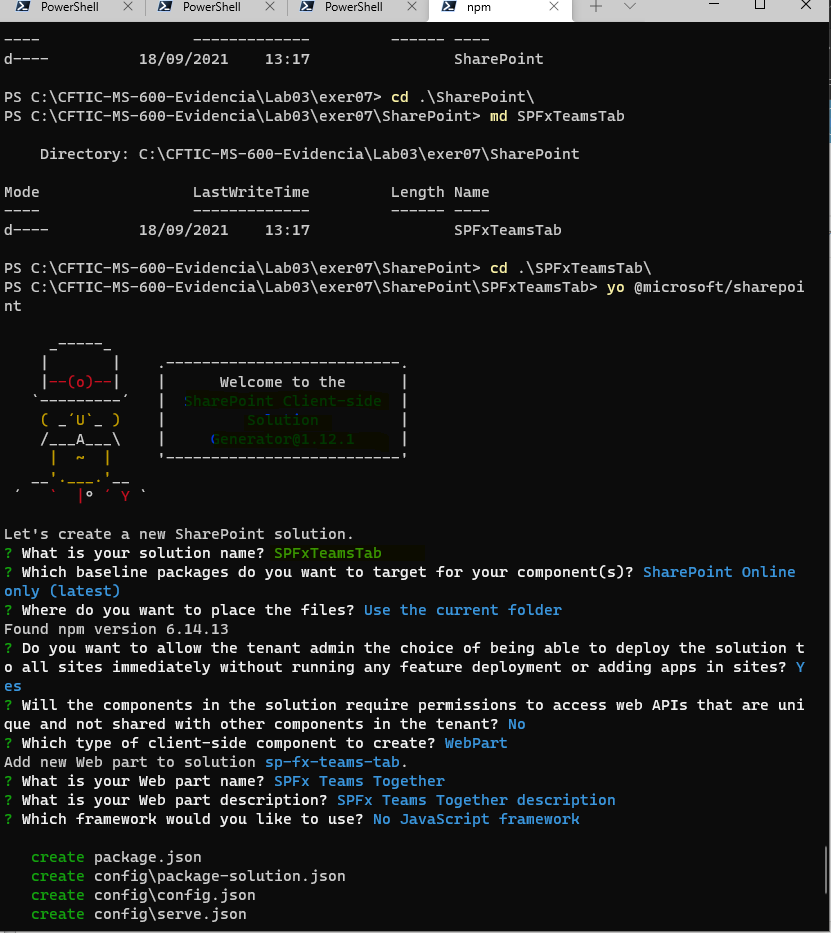 PowerShell PowerShell PowerShell npm
---- ------------- ------ ----
d---- 18/09/2021 13:17 SharePoint
PS C:\CFTIC-MS-600-Evidencia\Lab03\exer07> cd .\SharePoint\
PS C:\CFTIC-MS-600-Evidencia\Lab03\exer07\SharePoint> md SPFxTeamsTab
Directory: C:\CFTIC-MS-600-Evidencia\Lab03\exer07\SharePoint
Mode LastWriteTime Length Name
---- ------------- ------ ----
d---- 18/09/2021 13:17 SPFxTeamsTab
PS C:\CFTIC-MS-600-Evidencia\Lab03\exer07\SharePoint> cd .\SPFxTeamsTab\
PS C:\CFTIC-MS-600-Evidencia\Lab03\exer07\SharePoint\SPFxTeamsTab> yo @microsoft/sharepoi
nt
_-----_
| | .--------------------------.
|--(o)--| | Welcome to the |
`---------´ | SharePoint Client-side |
( _´U`_ ) | Solution |
/___A___\ | Generator@1.12.1 |
| ~ | '--------------------------'
__'.___.'__
´ ` |° ´ Y `
Let's create a new SharePoint solution.
? What is your solution name? SPFxTeamsTab
? Which baseline packages do you want to target for your component(s)? SharePoint Online
only (latest)
? Where do you want to place the files? Use the current folder
Found npm version 6.14.13
? Do you want to allow the tenant admin the choice of being able to deploy the solution t
o all sites immediately without running any feature deployment or adding apps in sites? Y
es
? Will the components in the solution require permissions to access web APIs that are uni
que and not shared with other components in the tenant? No
? Which type of client-side component to create? WebPart
Add new Web part to solution sp-fx-teams-tab.
? What is your Web part name? SPFx Teams Together
? What is your Web part description? SPFx Teams Together description
? Which framework would you like to use? No JavaScript framework
create package.json
create config\package-solution.json
create config\config.json
create config\serve.json